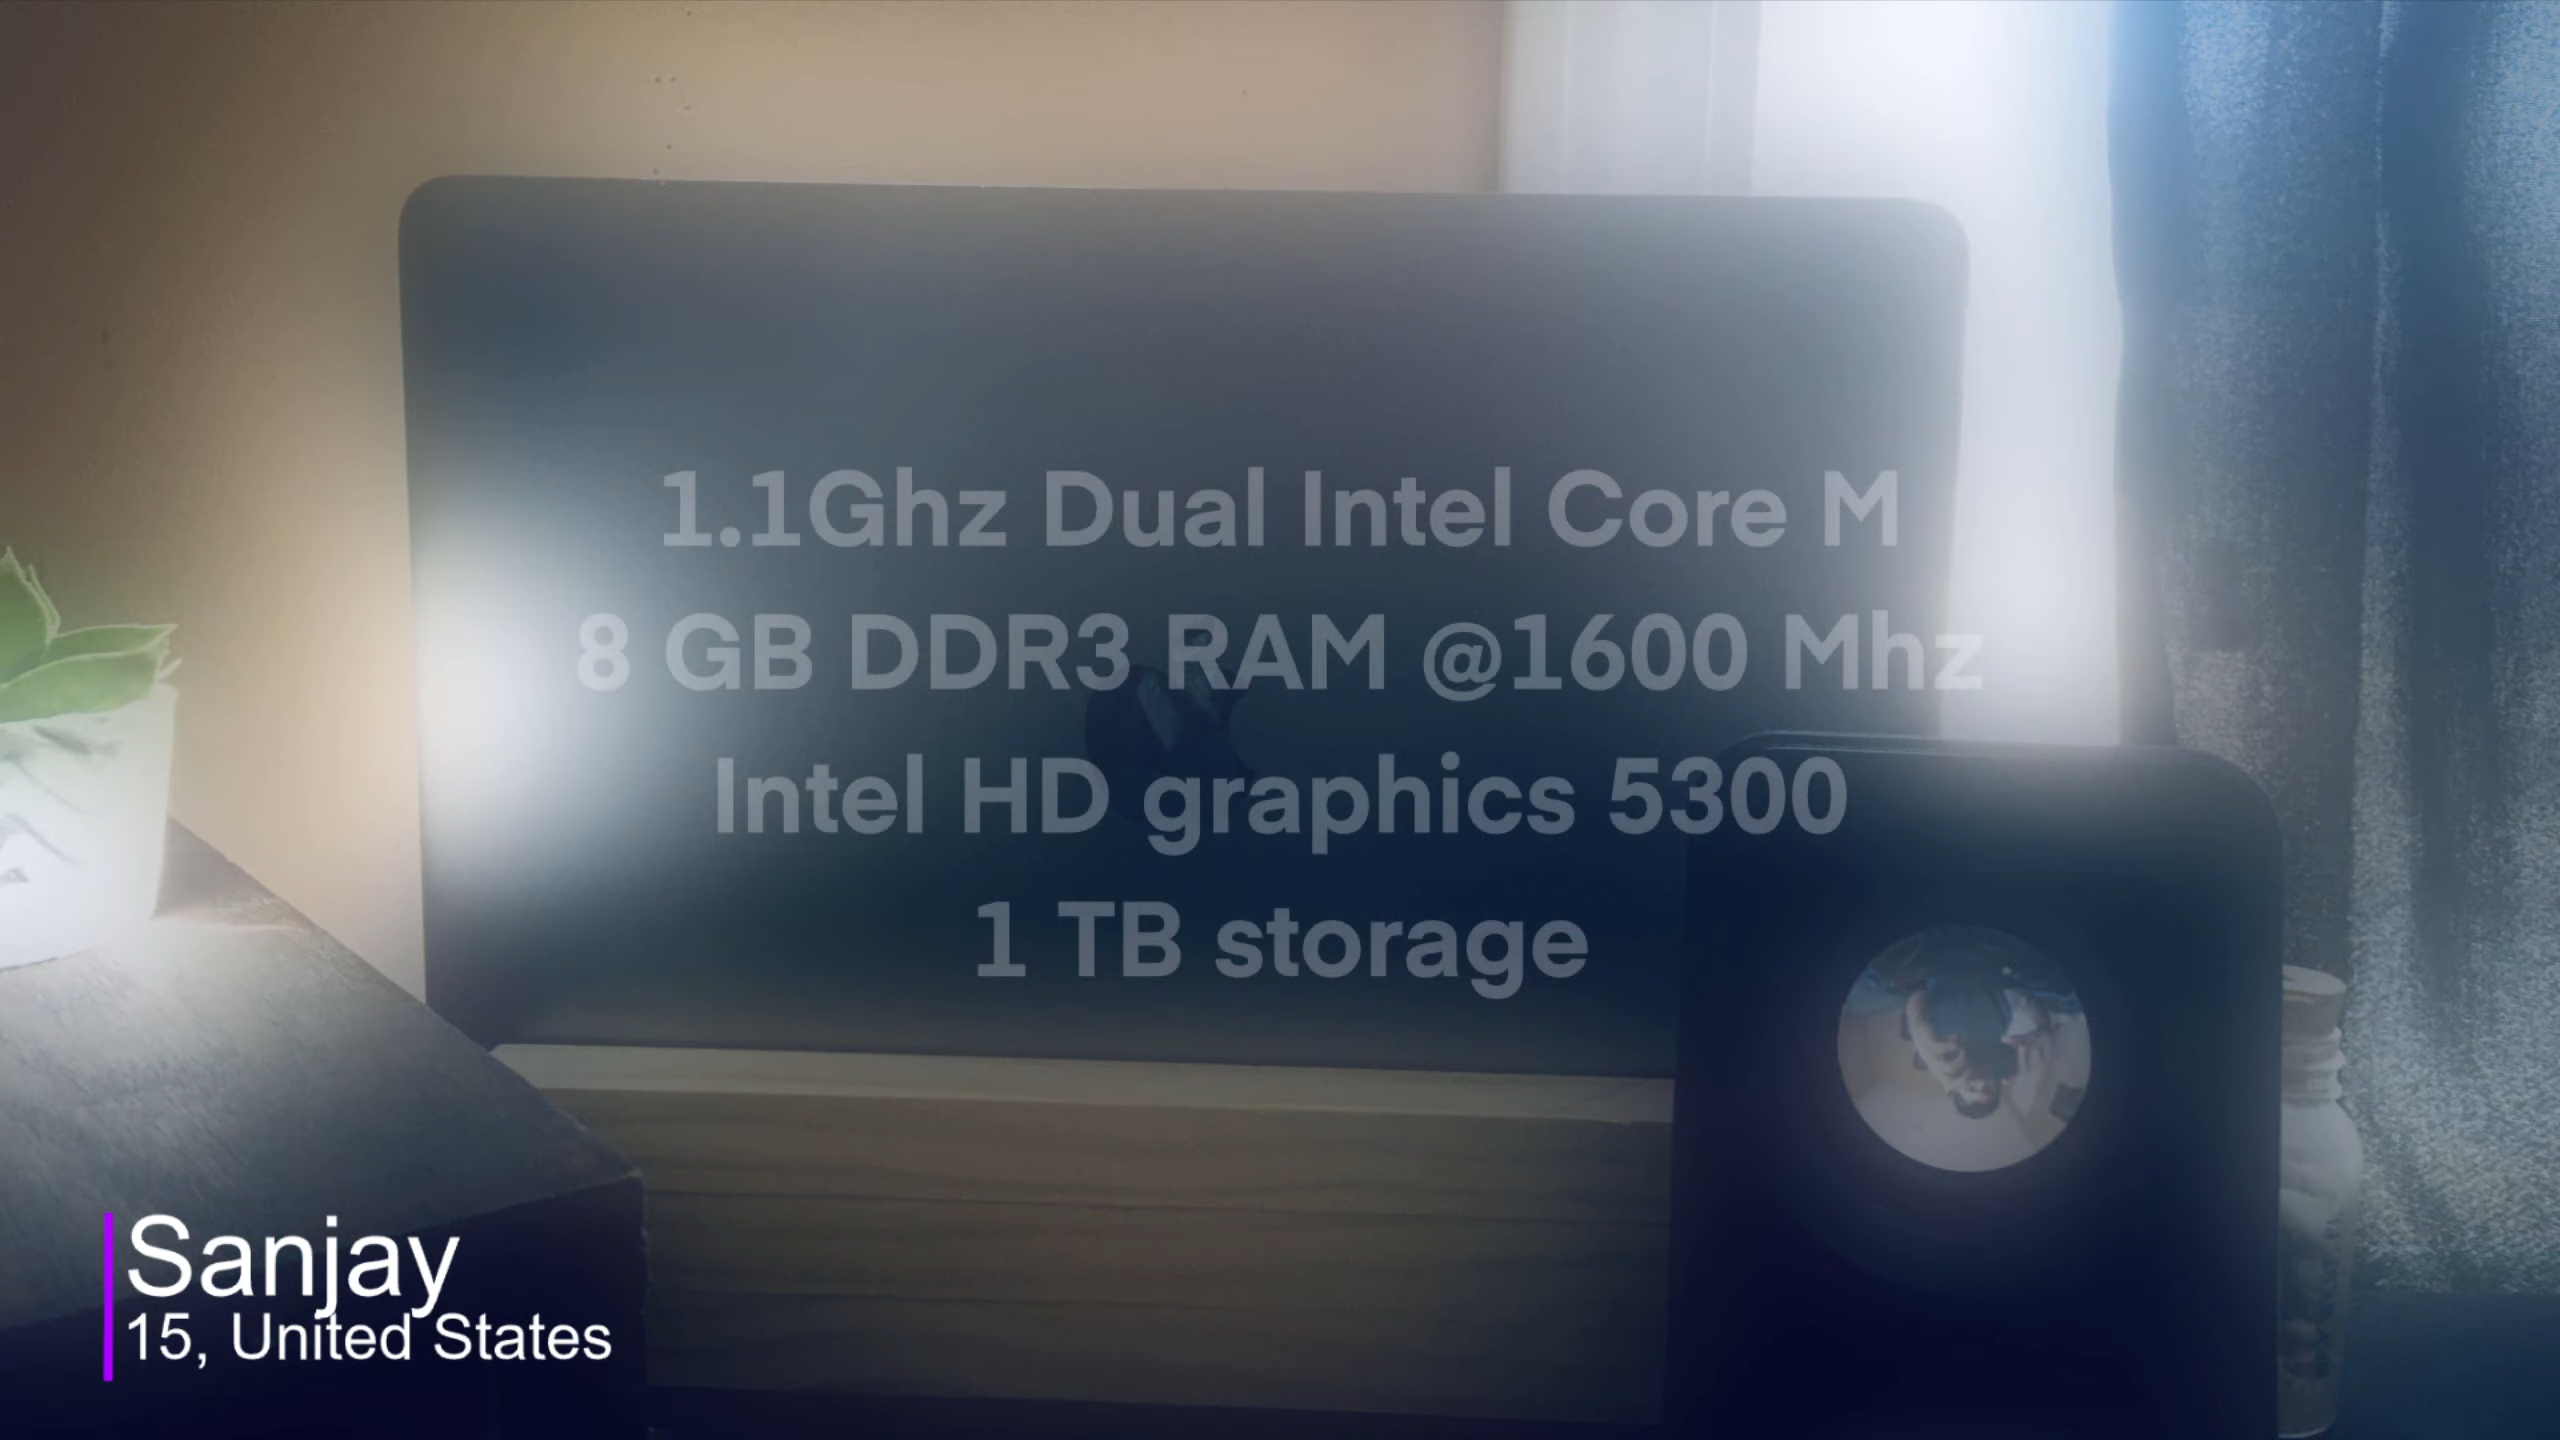 1.1Ghz Dual Intel Core M
8 GB DDR3 RAM @1600 Mhz
Intel HD graphics 5300
1 TB storage
Sanjay
15, United States